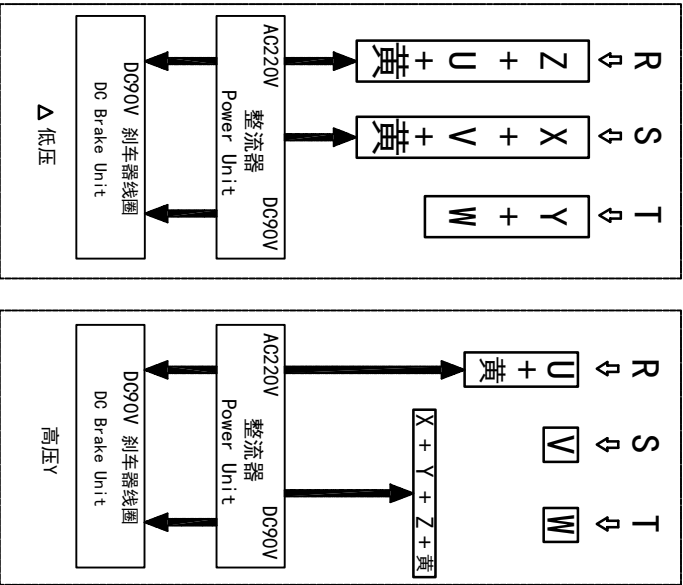 R S T
Z+U+黄
X+V+黄
Y+W
AC220V 整流器 DC90V
Power Unit
DC90V 刹车器线圈
DC Brake Unit
Δ 低压
R S T
U+黄
V
W
X+Y+Z+黄
AC220V 整流器 DC90V
Power Unit
DC90V 刹车器线圈
DC Brake Unit
高压Y